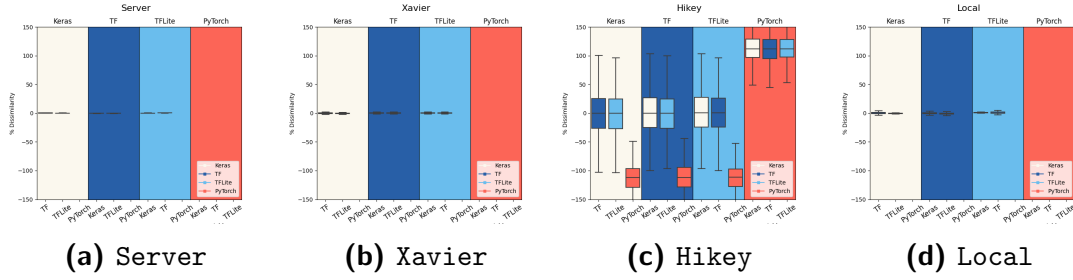 Server
Keras TF TFLite PyTorch
% Dissimilarity
150
100
50
0
−50
−100
−150
Keras
TF
TFLite
PyTorch
TF TFLite PyTorch Keras TFLite PyTorch Keras TF PyTorch Keras TF TFLite
(a) Server
Xavier
Keras TF TFLite PyTorch
% Dissimilarity
150
100
50
0
−50
−100
−150
Keras
TF
TFLite
PyTorch
TF TFLite PyTorch Keras TFLite PyTorch Keras TF PyTorch Keras TF TFLite
(b) Xavier
Hikey
Keras TF TFLite PyTorch
% Dissimilarity
150
100
50
0
−50
−100
−150
Keras
TF
TFLite
PyTorch
TF TFLite PyTorch Keras TFLite PyTorch Keras TF PyTorch Keras TF TFLite
(c) Hikey
Local
Keras TF TFLite PyTorch
% Dissimilarity
150
100
50
0
−50
−100
−150
Keras
TF
TFLite
PyTorch
TF TFLite PyTorch Keras TFLite PyTorch Keras TF PyTorch Keras TF TFLite
(d) Local